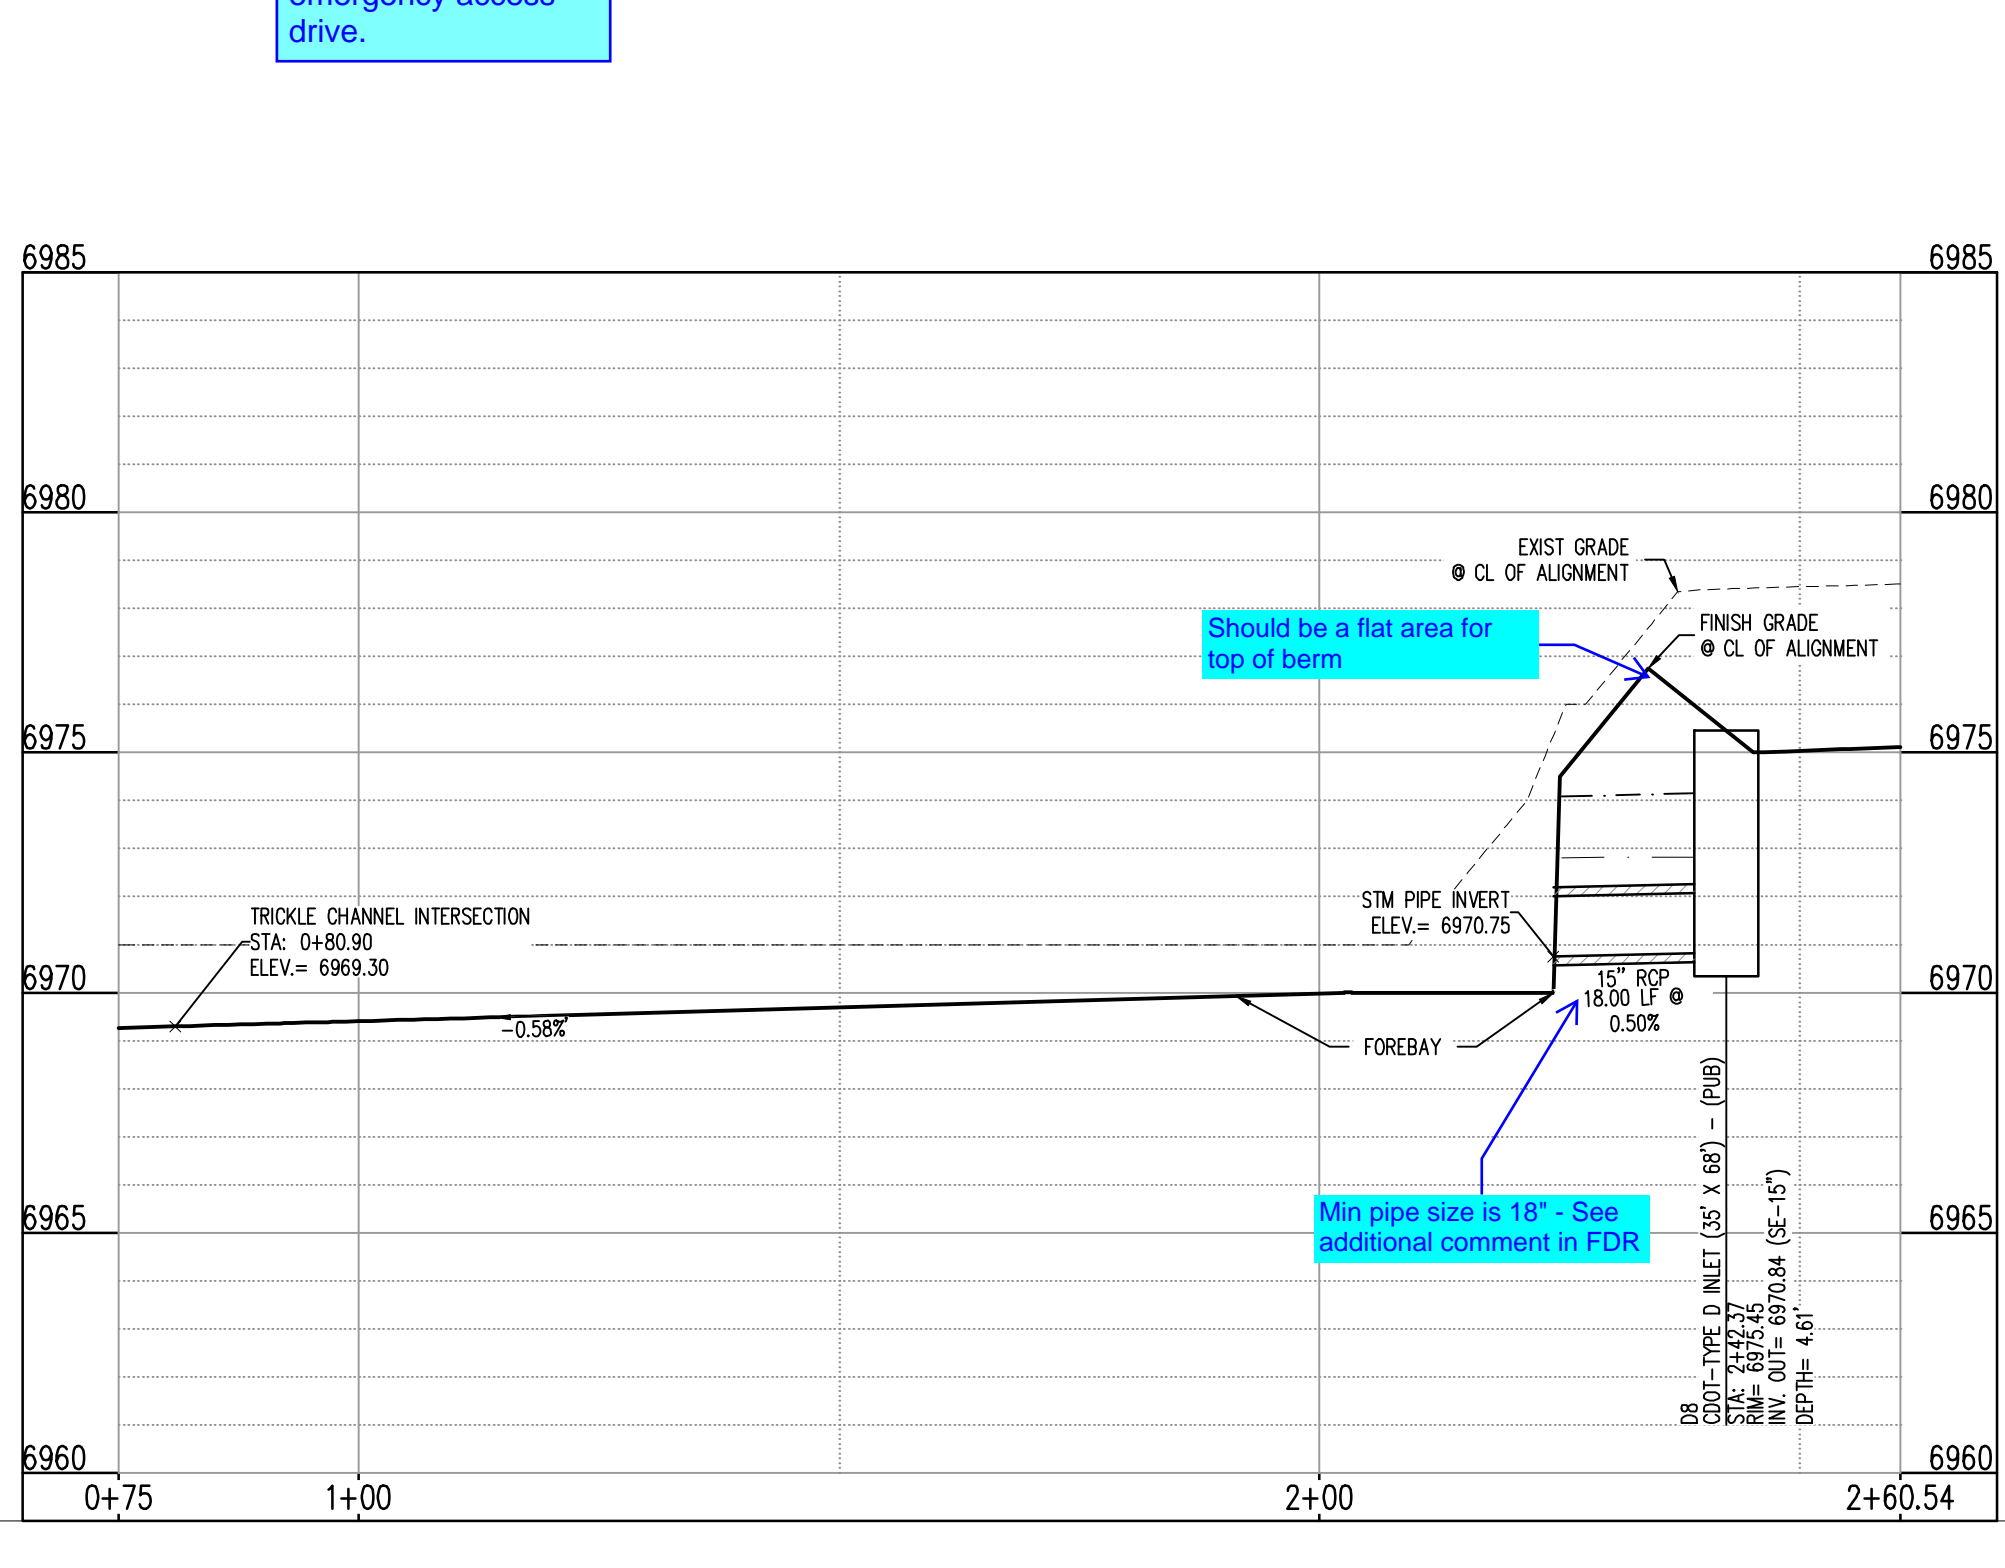 emergency access
drive.
6985
6985
6980
6980
EXIST GRADE
@ CL OF ALIGNMENT
Should be a flat area for
top of berm
FINISH GRADE
@ CL OF ALIGNMENT
6975
6975
STM PIPE INVERT
ELEV.= 6970.75
TRICKLE CHANNEL INTERSECTION
STA: 0+80.90
ELEV.= 6969.30
6970
6970
15" RCP
18.00 LF @
0.50%
-0.58%
FOREBAY
Min pipe size is 18" - See
additional comment in FDR
6965
6965
D8
CDOT-TYPE D INLET (35' X 68') - (PUB)
STA: 2+42.37
RIM= 6975.45
INV. OUT= 6970.84 (SE-15")
DEPTH= 4.61'
6960
6960
0+75
1+00
2+00
2+60.54